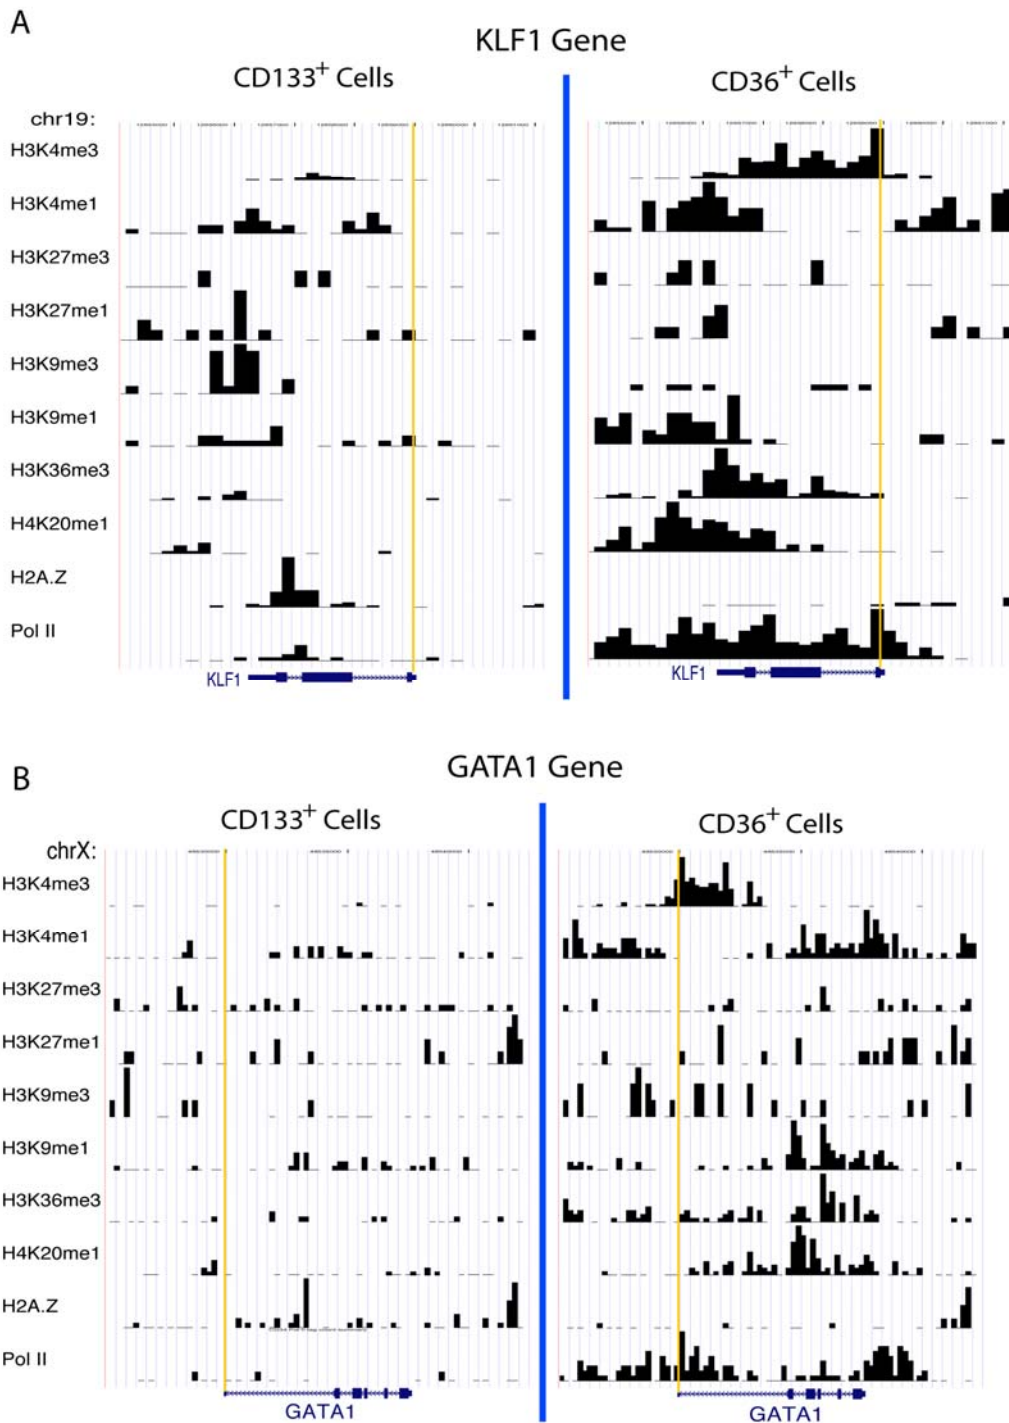 A
KLF1 Gene
CD133+ Cells
CD36+ Cells
chr19:
H3K4me3
H3K4me1
H3K27me3
H3K27me1
H3K9me3
H3K9me1
H3K36me3
H4K20me1
H2A.Z
Pol II
KLF1
KLF1
B
GATA1 Gene
CD133+ Cells
CD36+ Cells
chrX:
H3K4me3
H3K4me1
H3K27me3
H3K27me1
H3K9me3
H3K9me1
H3K36me3
H4K20me1
H2A.Z
Pol II
GATA1
GATA1